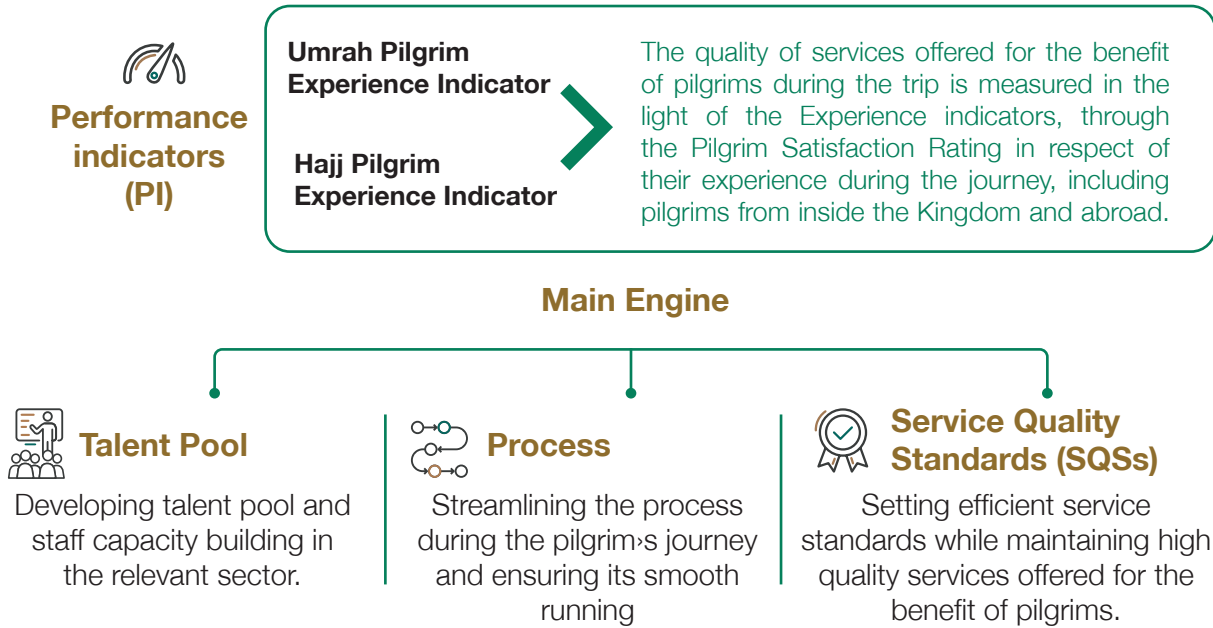 Performance
indicators
(PI)
Umrah Pilgrim
Experience Indicator
Hajj Pilgrim
Experience Indicator
The quality of services offered for the benefit
of pilgrims during the trip is measured in the
light of the Experience indicators, through
the Pilgrim Satisfaction Rating in respect of
their experience during the journey, including
pilgrims from inside the Kingdom and abroad.
Main Engine
Talent Pool
Developing talent pool and
staff capacity building in
the relevant sector.
Process
Streamlining the process
during the pilgrim›s journey
and ensuring its smooth
running
Service Quality
Standards (SQSs)
Setting efficient service
standards while maintaining high
quality services offered for the
benefit of pilgrims.